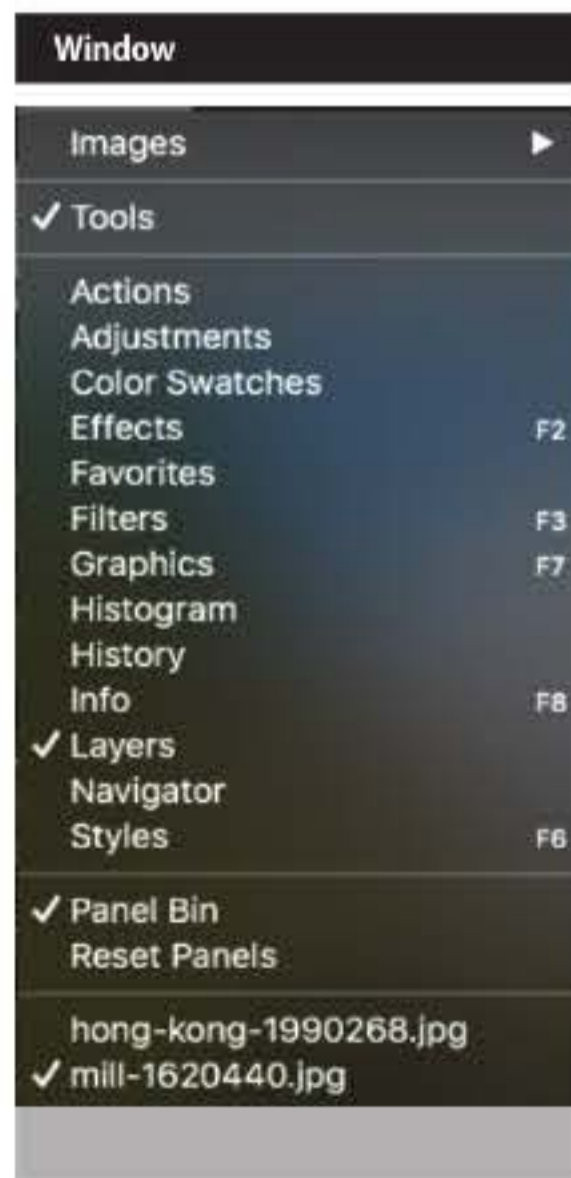 Window
Images ▶
✓ Tools
Actions
Adjustments
Color Swatches
Effects F2
Favorites
Filters F3
Graphics F7
Histogram
History
Info F8
✓ Layers
Navigator
Styles F6
✓ Panel Bin
Reset Panels
hong-kong-1990268.jpg
✓ mill-1620440.jpg